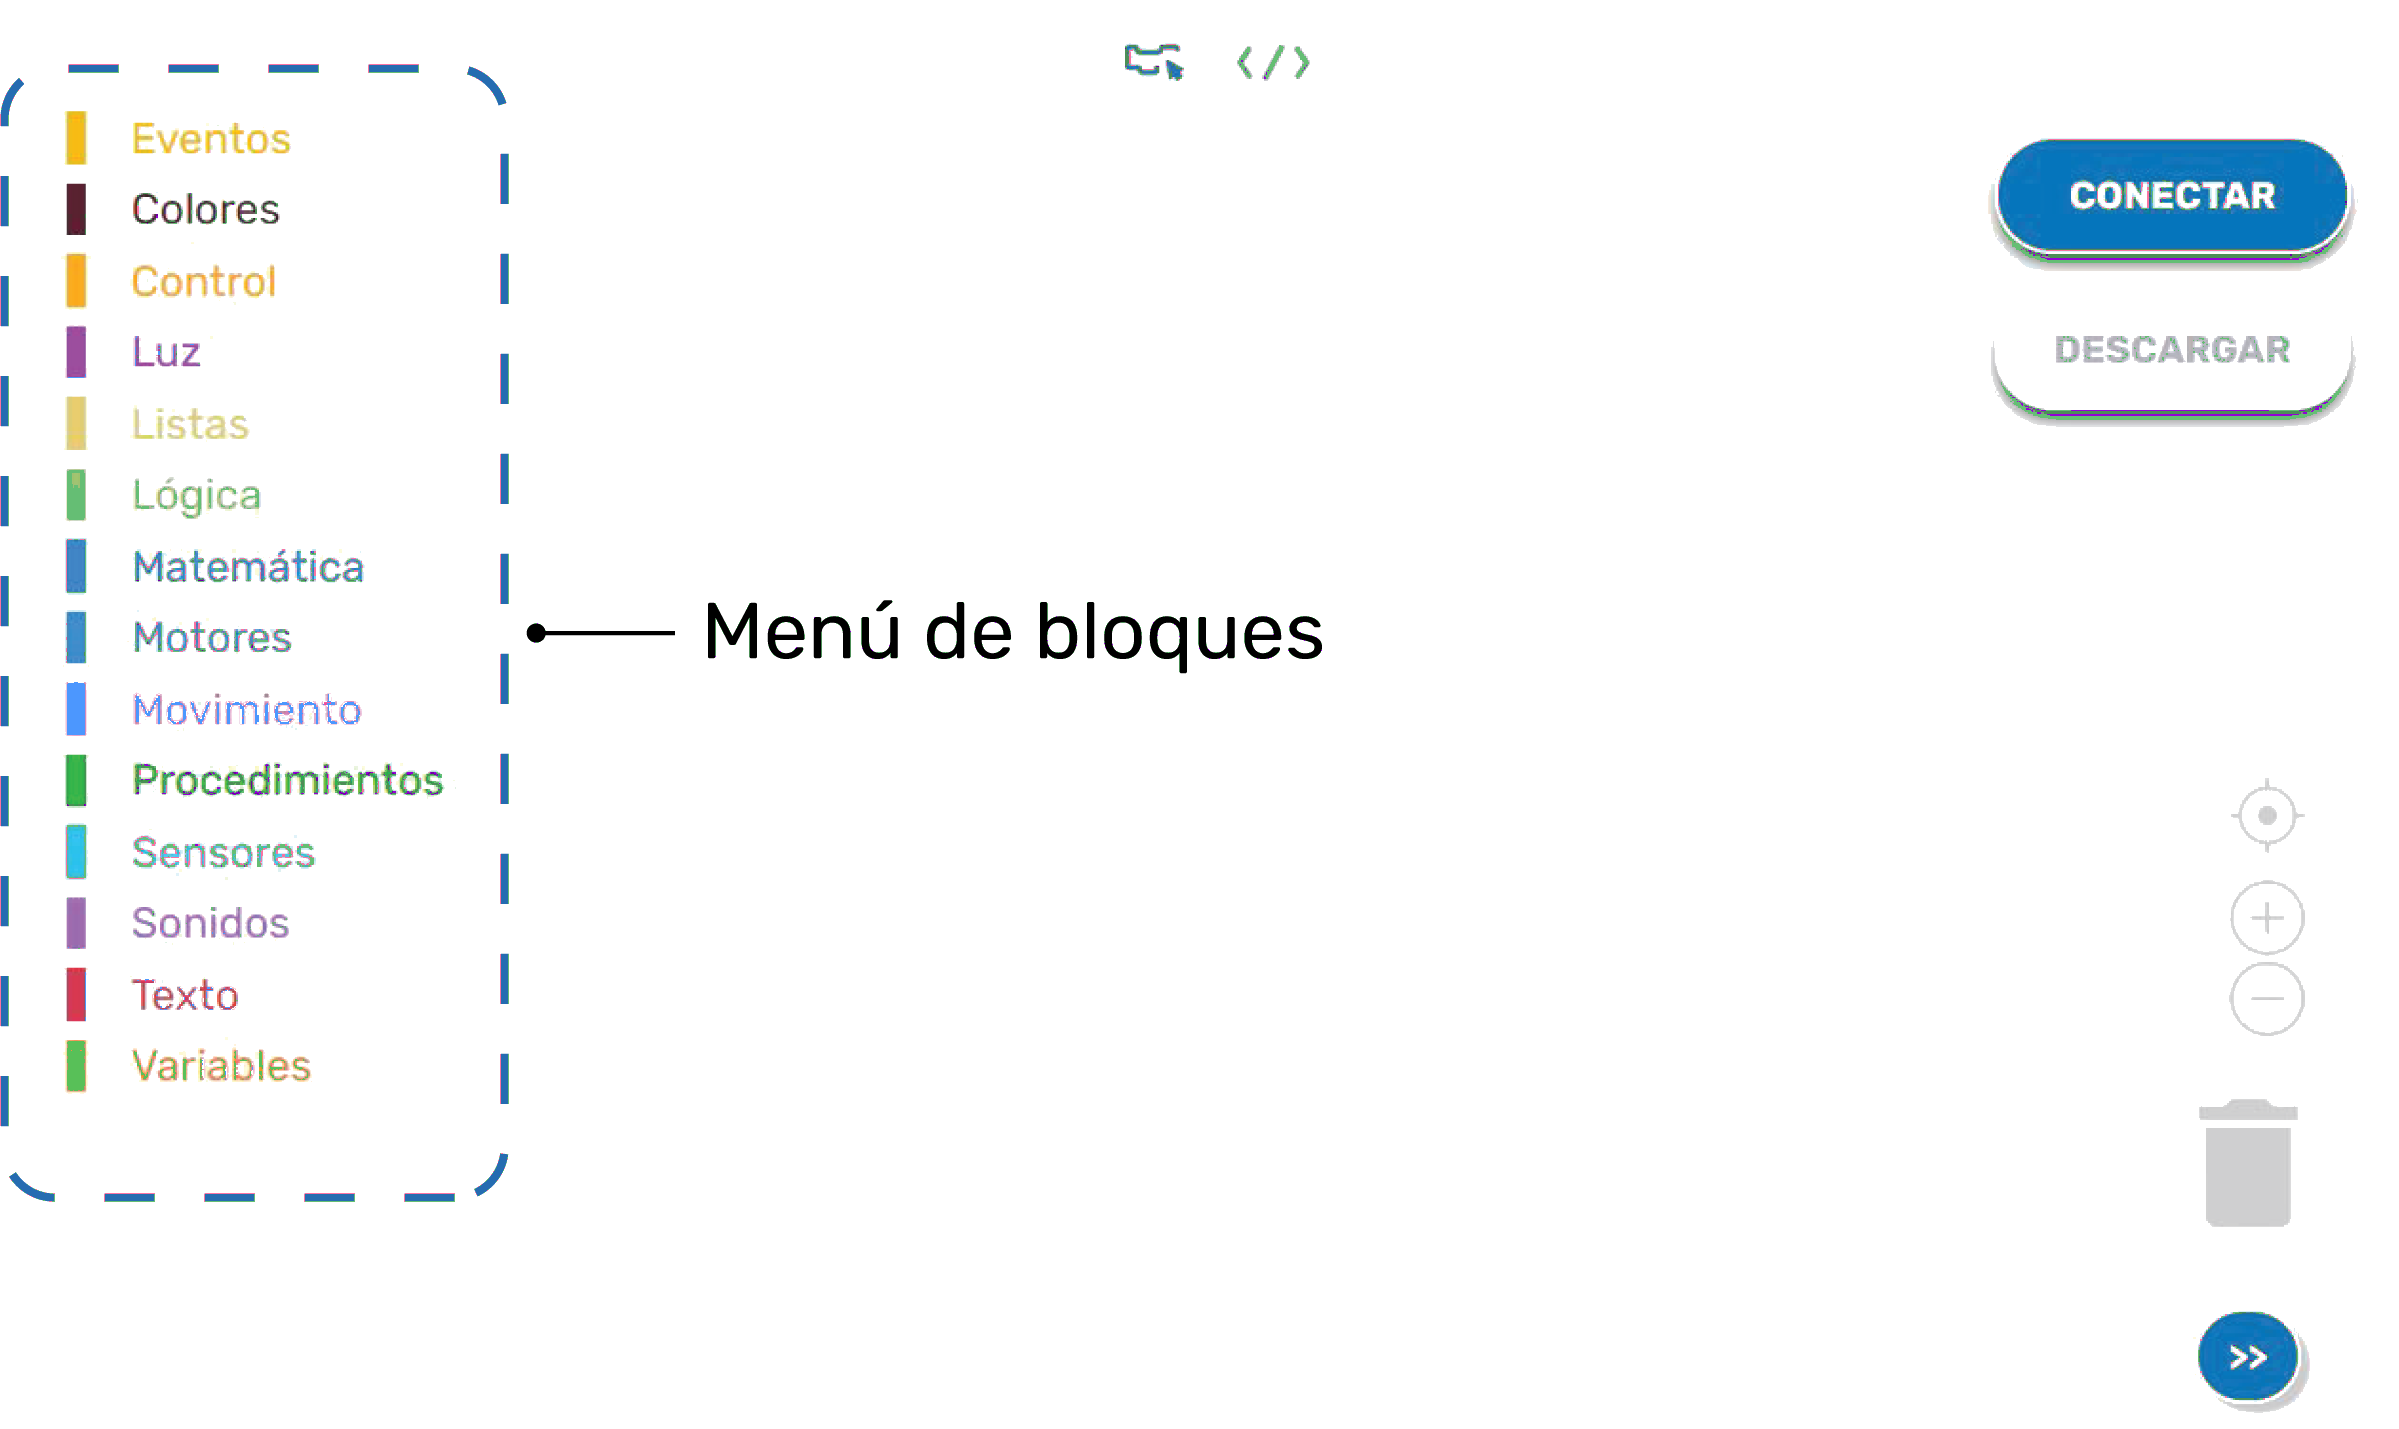 Eventos
Colores
Control
Luz
Listas
Lógica
Matemática
Motores
Movimiento
Procedimientos
Sensores
Sonidos
Texto
Variables
Menú de bloques
CONECTAR
DESCARGAR